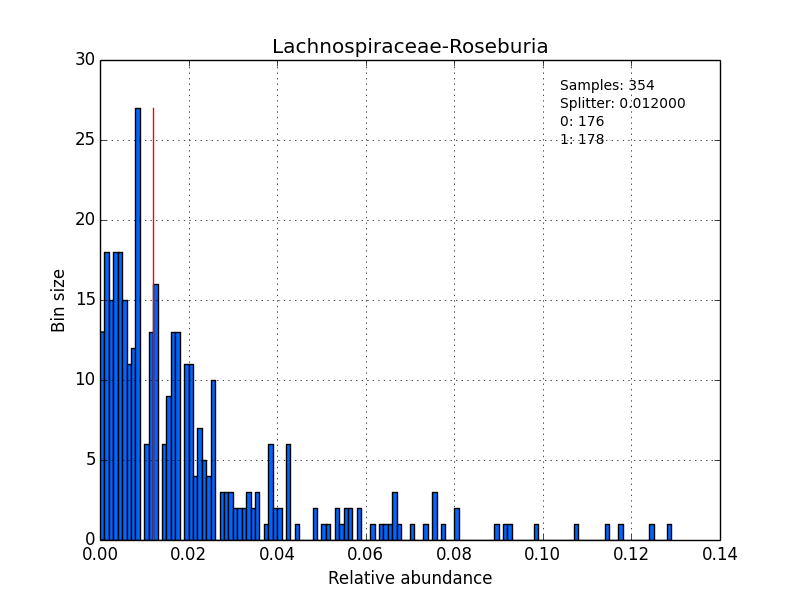 Lachnospiraceae-Roseburia
Samples: 354
Splitter: 0.012000
0: 176
1: 178
30
25
20
15
10
5
0
Bin size
0.00 0.02 0.04 0.06 0.08 0.10 0.12 0.14
Relative abundance